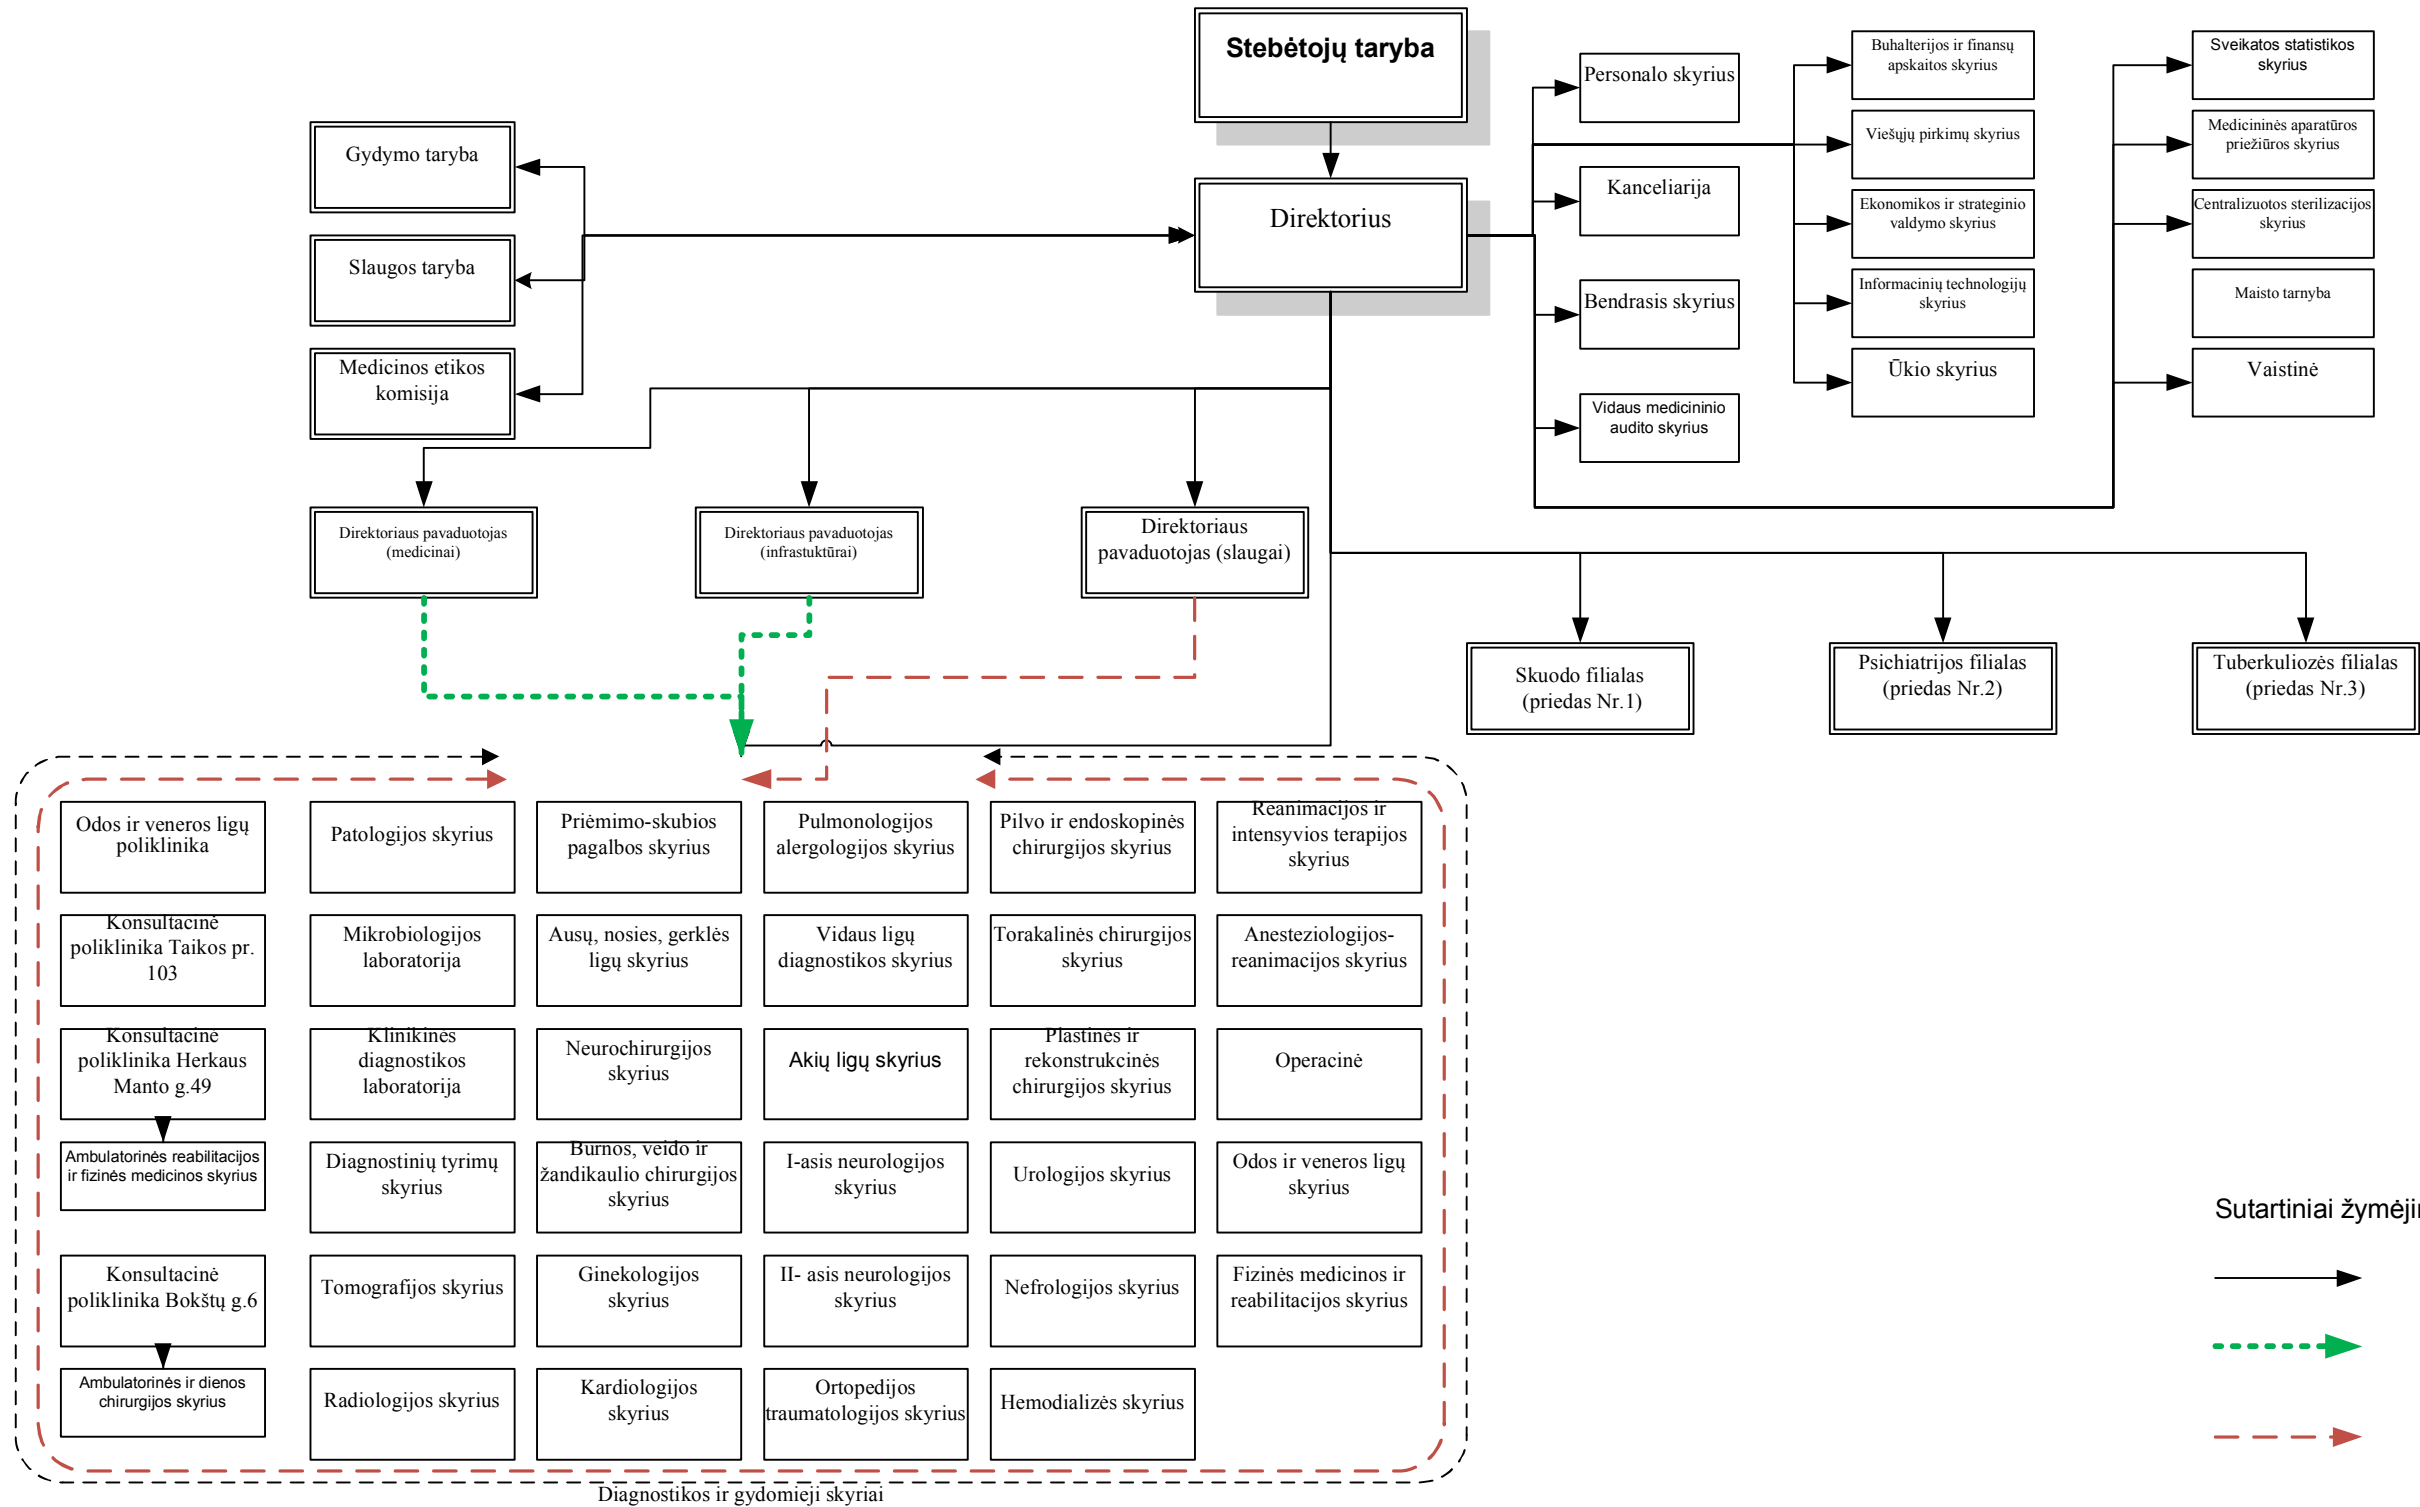 Stebėtojų taryba
Direktorius
Gydymo taryba
Slaugos taryba
Medicinos etikos
komisija
Personalo skyrius
Kanceliarija
Bendrasis skyrius
Vidaus medicininio
audito skyrius
Buhalterijos ir finansų
apskaitos skyrius
Viešųjų pirkimų skyrius
Ekonomikos ir strateginio
valdymo skyrius
Informacinių technologijų
skyrius
Ūkio skyrius
Sveikatos statistikos
skyrius
Medicininės aparatūros
priežiūros skyrius
Centralizuotos sterilizacijos
skyrius
Maisto tarnyba
Vaistinė
Direktoriaus pavaduotojas
(medicinai)
Direktoriaus pavaduotojas
(infrastuktūrai)
Direktoriaus
pavaduotojas (slaugai)
Skuodo filialas
(priedas Nr.1)
Psichiatrijos filialas
(priedas Nr.2)
Tuberkuliozės filialas
(priedas Nr.3)
Odos ir veneros ligų
poliklinika
Konsultacinė
poliklinika Taikos pr.
103
Konsultacinė
poliklinika Herkaus
Manto g.49
Ambulatorinės reabilitacijos
ir fizinės medicinos skyrius
Konsultacinė
poliklinika Bokštų g.6
Ambulatorinės ir dienos
chirurgijos skyrius
Patologijos skyrius
Mikrobiologijos
laboratorija
Klinikinės
diagnostikos
laboratorija
Diagnostinių tyrimų
skyrius
Tomografijos skyrius
Radiologijos skyrius
Priėmimo-skubios
pagalbos skyrius
Ausų, nosies, gerklės
ligų skyrius
Neurochirurgijos
skyrius
Burnos, veido ir
žandikaulio chirurgijos
skyrius
Ginekologijos
skyrius
Kardiologijos
skyrius
Pulmonologijos
alergologijos skyrius
Vidaus ligų
diagnostikos skyrius
Akių ligų skyrius
I-asis neurologijos
skyrius
II- asis neurologijos
skyrius
Ortopedijos
traumatologijos skyrius
Pilvo ir endoskopinės
chirurgijos skyrius
Torakalinės chirurgijos
skyrius
Plastinės ir
rekonstrukcinės
chirurgijos skyrius
Urologijos skyrius
Nefrologijos skyrius
Hemodializės skyrius
Reanimacijos ir
intensyvios terapijos
skyrius
Anesteziologijos-
reanimacijos skyrius
Operacinė
Odos ir veneros ligų
skyrius
Fizinės medicinos ir
reabilitacijos skyrius
Diagnostikos ir gydomieji skyriai
Sutartiniai